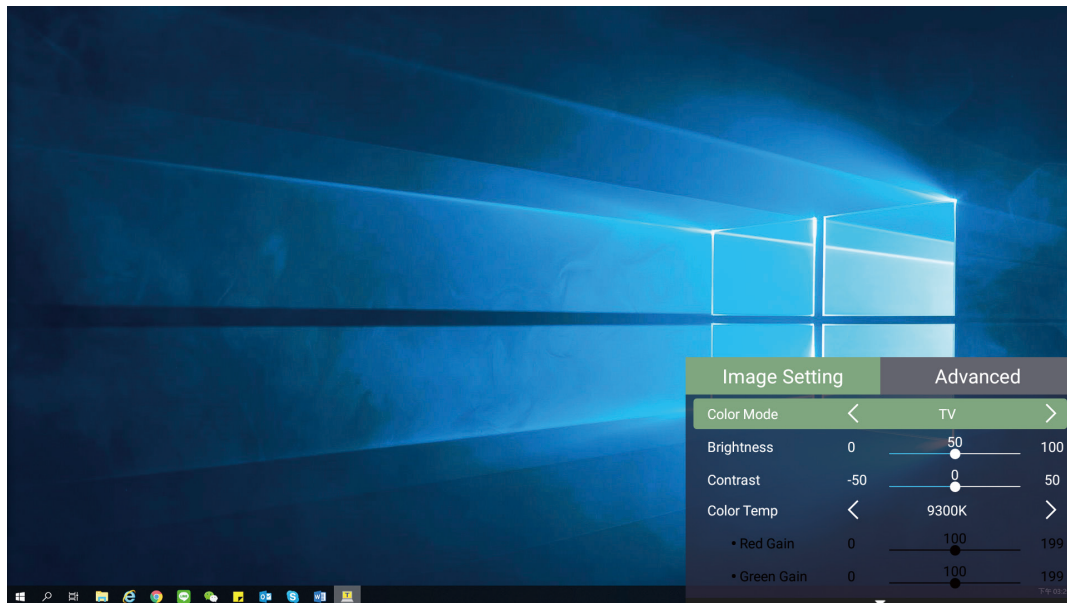 Image Setting Advanced
Color Mode TV
Brightness 0 50 100
Contrast -50 0 50
Color Temp 9300K
• Red Gain 0 100 199
• Green Gain 0 100 199